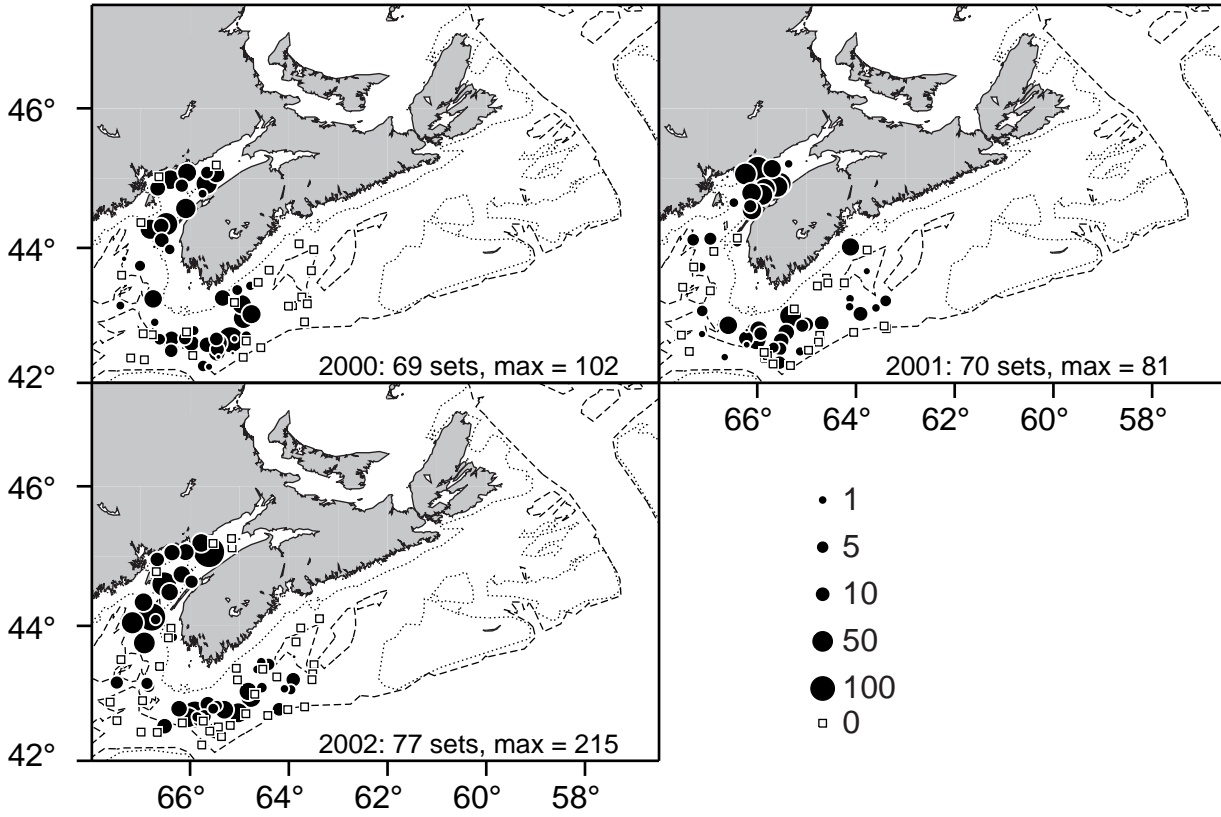 46°
44°
42°
2000: 69 sets, max = 102
2001: 70 sets, max = 81
66° 64° 62° 60° 58°
46°
44°
42°
2002: 77 sets, max = 215
66° 64° 62° 60° 58°
1
5
10
50
100
0